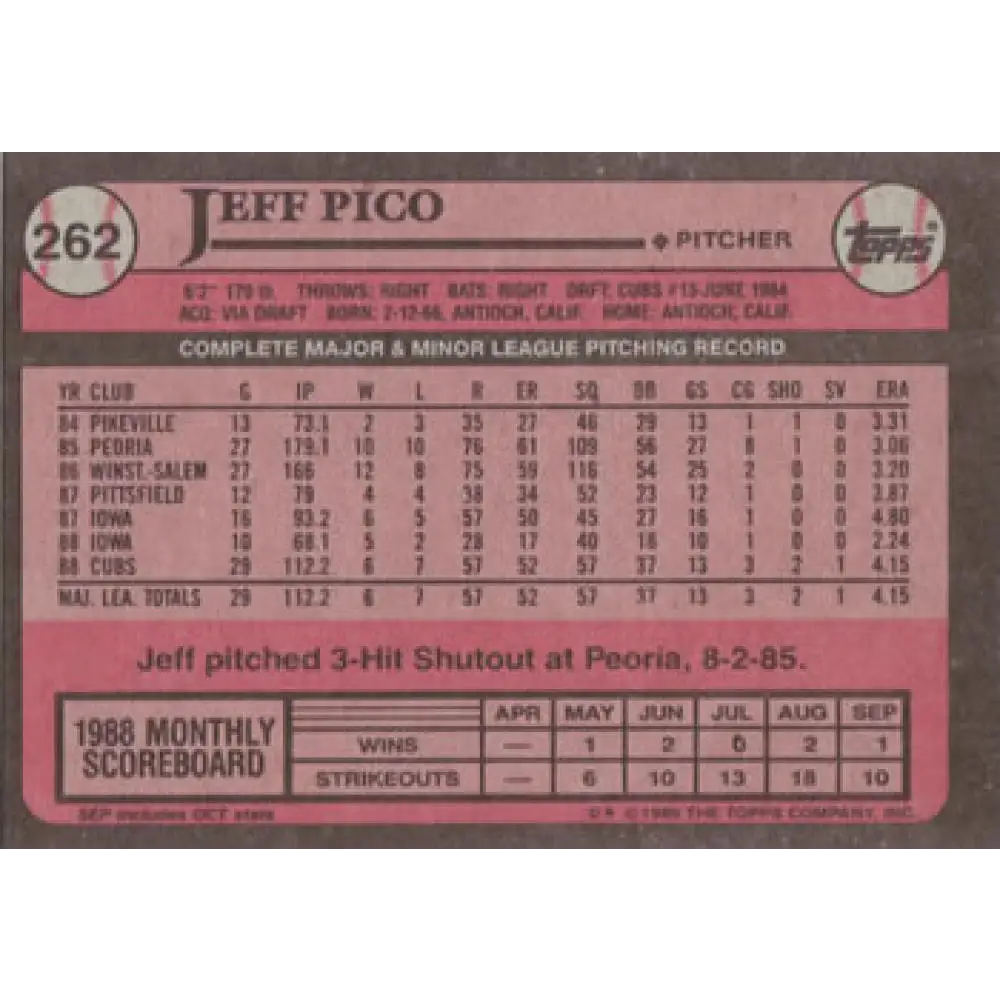 262
JEFF PICO
PITCHER
Topps®
6'2" 170 lb. THROWS: RIGHT BATS: RIGHT DRFT: CUBS #13-JUNE, 1984
ACQ: VIA DRAFT BORN: 2-12-66, ANTIOCH, CALIF. HOME: ANTIOCH, CALIF.
COMPLETE MAJOR & MINOR LEAGUE PITCHING RECORD
YR CLUB G IP W L R ER SO BB GS CG SHO SV ERA
84 PIKEVILLE 13 73.1 2 3 35 27 46 29 13 1 1 0 3.31
85 PEORIA 27 179.1 10 10 76 61 109 56 27 8 1 0 3.06
86 WINST.-SALEM 27 166 12 8 75 59 116 54 25 2 0 0 3.20
87 PITTSFIELD 12 79 4 4 38 34 52 23 12 1 0 0 3.87
87 IOWA 16 93.2 6 5 57 50 45 27 16 1 0 0 4.80
88 IOWA 10 68.1 5 2 28 17 40 18 10 1 0 0 2.24
88 CUBS 29 112.2 6 7 57 52 57 37 13 3 2 1 4.15
MAJ. LEA. TOTALS 29 112.2 6 7 57 52 57 37 13 3 2 1 4.15
Jeff pitched 3-Hit Shutout at Peoria, 8-2-85.
1988 MONTHLY
SCOREBOARD
APR MAY JUN JUL AUG SEP
WINS — 1 2 0 2 1
STRIKEOUTS — 6 10 13 18 10
SEP includes OCT stats
© 1989 THE TOPPS COMPANY, INC.